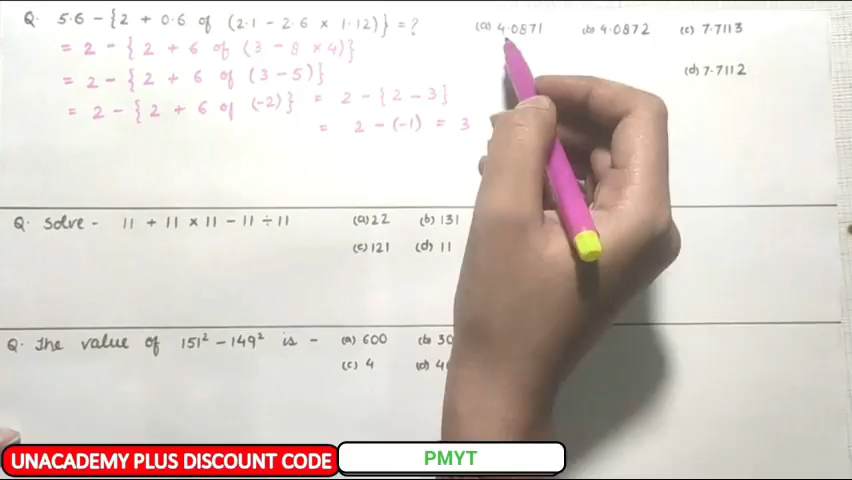 Q. 5.6 - {2 + 0.6 of (2.1 - 2.6 × 1.12)} = ?
(a) 4.0871 (b) 4.0872 (c) 7.7113
(d) 7.7112
= 2 - {2 + 6 of (3 - 8 × 4)}
= 2 - {2 + 6 of (3 - 5)}
= 2 - {2 + 6 of (-2)} = 2 - {2 - 3}
= 2 - (-1) = 3
Q. Solve - 11 + 11 × 11 - 11 ÷ 11
(a) 22 (b) 131
(c) 121 (d) 11
Q. The value of 151² - 149² is - (a) 600 (b)
(c) 4 (d)
UNACADEMY PLUS DISCOUNT CODE
PMYT